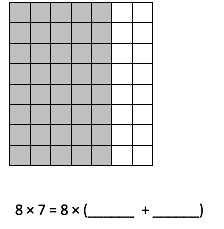 8 × 7 = 8 × (______ + ______)